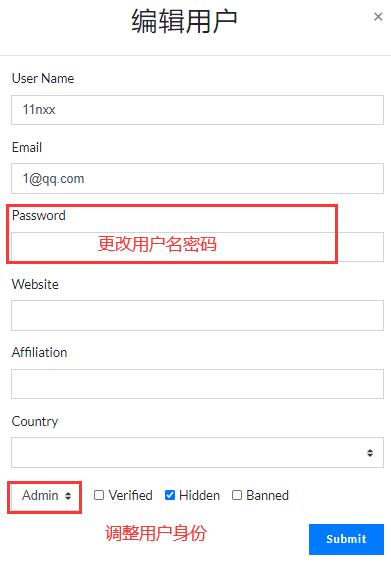 编辑用户
×
User Name
11nxx
Email
1@qq.com
Password
更改用户名密码
Website
Affiliation
Country
Admin Verified Hidden Banned
调整用户身份
Submit